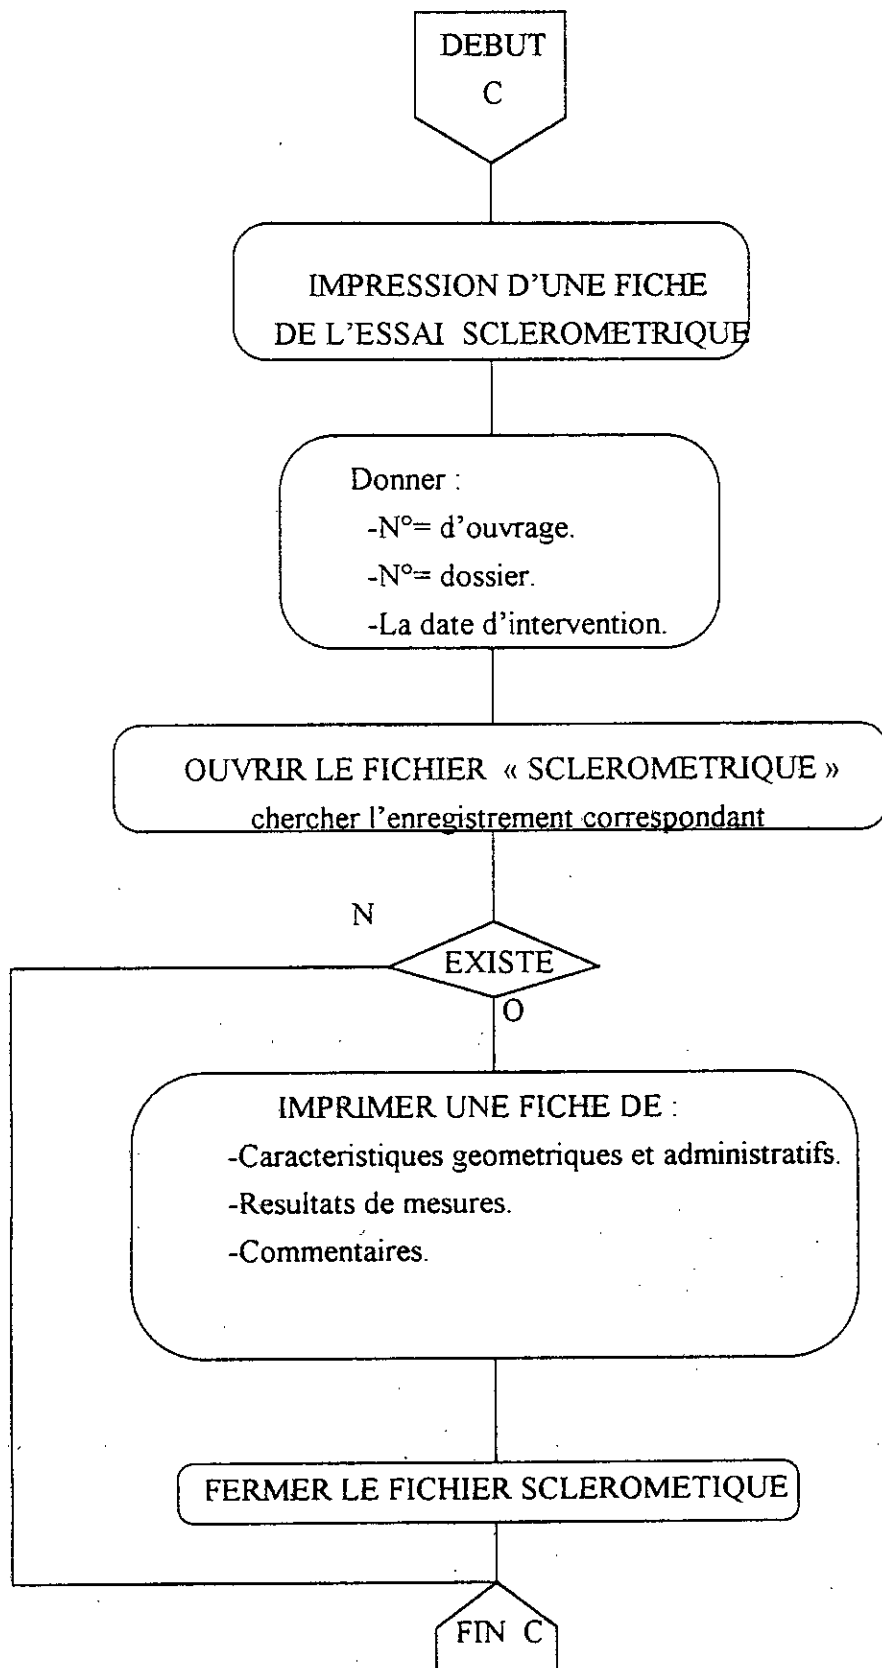 DEBUT
C
IMPRESSION D'UNE FICHE
DE L'ESSAI SCLEROMETRIQUE
Donner :
-N°= d'ouvrage.
-N°= dossier.
-La date d'intervention.
OUVRIR LE FICHIER « SCLEROMETRIQUE »
chercher l'enregistrement correspondant
N
EXISTE
O
IMPRIMER UNE FICHE DE :
-Caracteristiques geometriques et administratifs.
-Resultats de mesures.
-Commentaires.
FERMER LE FICHIER SCLEROMETIQUE
FIN C